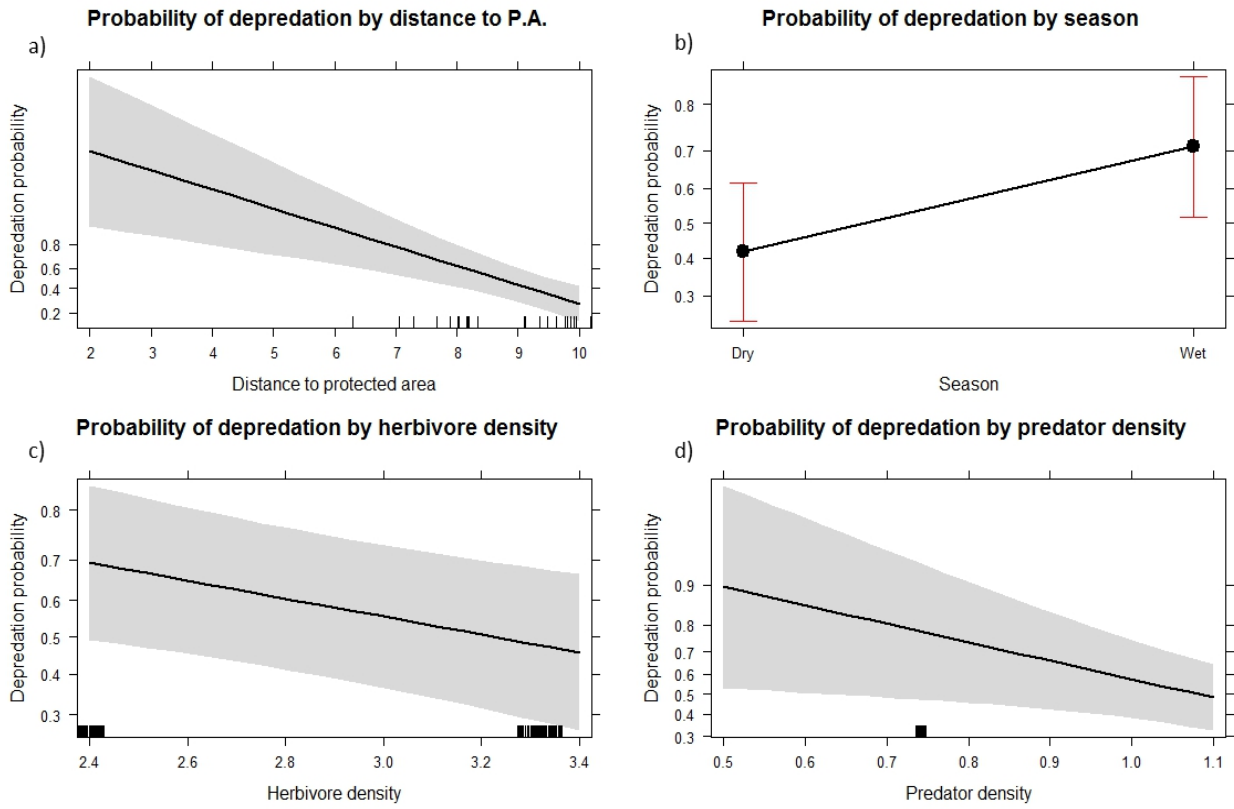 Probability of depredation by distance to P.A.
a)
Depredation probability
0.8
0.6
0.4
0.2
2 3 4 5 6 7 8 9 10
Distance to protected area
Probability of depredation by season
b)
Depredation probability
0.8
0.7
0.6
0.5
0.4
0.3
Dry Wet
Season
Probability of depredation by herbivore density
c)
Depredation probability
0.8
0.7
0.6
0.5
0.4
0.3
2.4 2.6 2.8 3.0 3.2 3.4
Herbivore density
Probability of depredation by predator density
d)
Depredation probability
0.9
0.8
0.7
0.6
0.5
0.4
0.3
0.5 0.6 0.7 0.8 0.9 1.0 1.1
Predator density